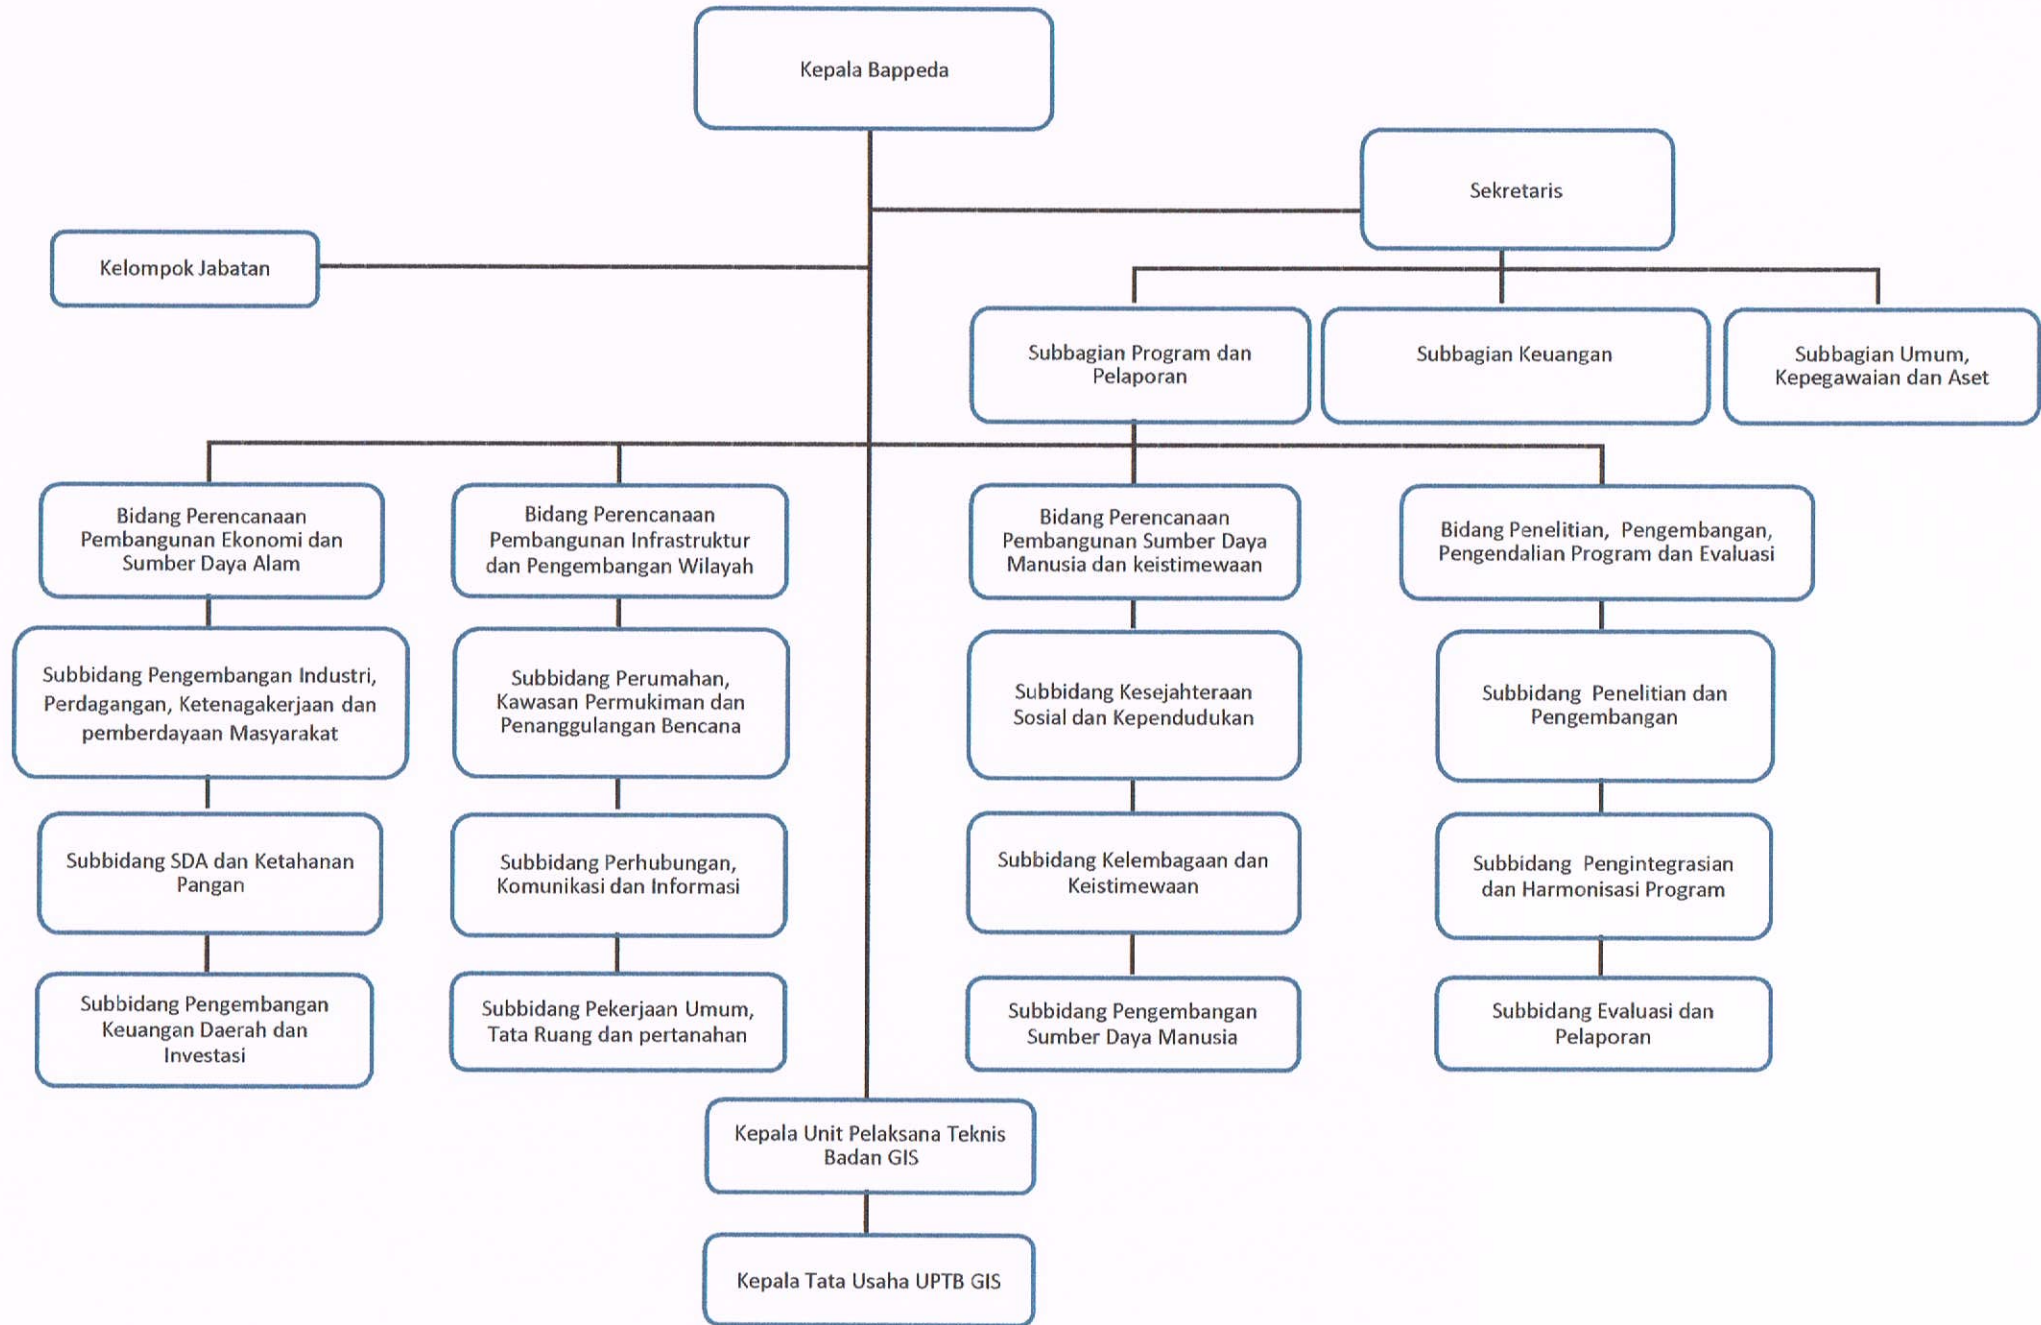 Kepala Bappeda
Sekretaris
Kelompok Jabatan
Subbagian Program dan
Pelaporan
Subbagian Keuangan
Subbagian Umum,
Kepegawaian dan Aset
Bidang Perencanaan
Pembangunan Ekonomi dan
Sumber Daya Alam
Bidang Perencanaan
Pembangunan Infrastruktur
dan Pengembangan Wilayah
Bidang Perencanaan
Pembangunan Sumber Daya
Manusia dan keistimewaan
Bidang Penelitian, Pengembangan,
Pengendalian Program dan Evaluasi
Subbidang Pengembangan Industri,
Perdagangan, Ketenagakerjaan dan
pemberdayaan Masyarakat
Subbidang Perumahan,
Kawasan Permukiman dan
Penanggulangan Bencana
Subbidang Kesejahteraan
Sosial dan Kependudukan
Subbidang Penelitian dan
Pengembangan
Subbidang SDA dan Ketahanan
Pangan
Subbidang Perhubungan,
Komunikasi dan Informasi
Subbidang Kelembagaan dan
Keistimewaan
Subbidang Pengintegrasian
dan Harmonisasi Program
Subbidang Pengembangan
Keuangan Daerah dan
Investasi
Subbidang Pekerjaan Umum,
Tata Ruang dan pertanahan
Subbidang Pengembangan
Sumber Daya Manusia
Subbidang Evaluasi dan
Pelaporan
Kepala Unit Pelaksana Teknis
Badan GIS
Kepala Tata Usaha UPTB GIS